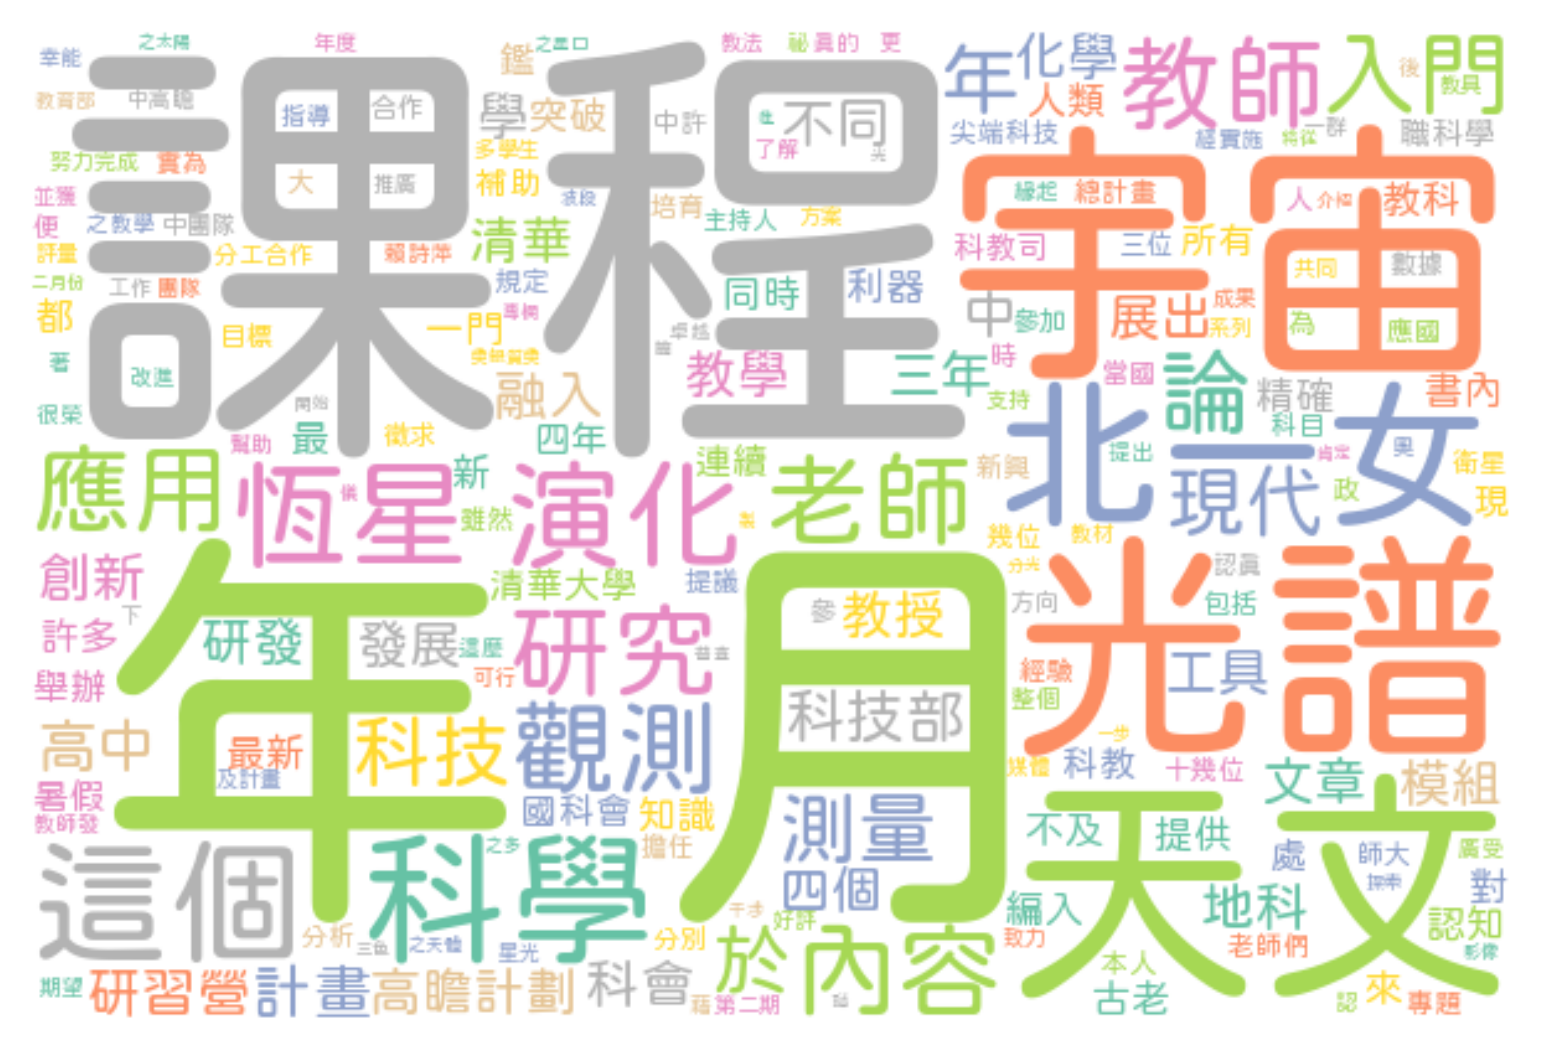 課程
年月
宇宙
天文
光譜
北一女
科學
恆星
演化
這個
教師
入門
應用
老師
研究
觀測
於
內容
科技
現代
年
化學
人類
尖端科技
經實施
一群
職科學
後
教具
幸能
之太陽
年度
鑑
教法
更
教育部
中高瞻
指導
合作
學
突破
中許
不同
了解
努力完成
實為
大
推廣
多學生
補助
波段
培育
主持人
方案
並獲
便
之教學
中團隊
清華
評量
分工合作
賴詩萍
規定
同時
利器
二月份
工作
團隊
都
目標
一門
專欄
卓越
著
改進
教學
三年
融入
很榮
開始
幫助
最
徵求
四年
支持
緣起
總計畫
人
介紹
教科
科教司
三位
所有
共同
數據
中
參加
展出
成果
系列
為
應國
時
當國
論
精確
書內
科目
提出
肯定
奧
衛星
政
現
新
雖然
儀
連續
新興
幾位
教材
創新
清華大學
提議
許多
下
研發
發展
這麼
參
教授
分光
認真
方向
包括
舉辦
可行
科技部
經驗
工具
整個
高中
最新
及計畫
一步
媒體
科教
十幾位
暑假
教師發
國科會
知識
測量
文章
模組
之多
擔任
四個
不及
提供
處
師大
探索
廣受
對
編入
地科
認知
分析
三色
之天體
星光
分別
好評
致力
老師們
影像
期望
研習營
計畫
高瞻計劃
科會
第二期
本人
古老
認
來
專題